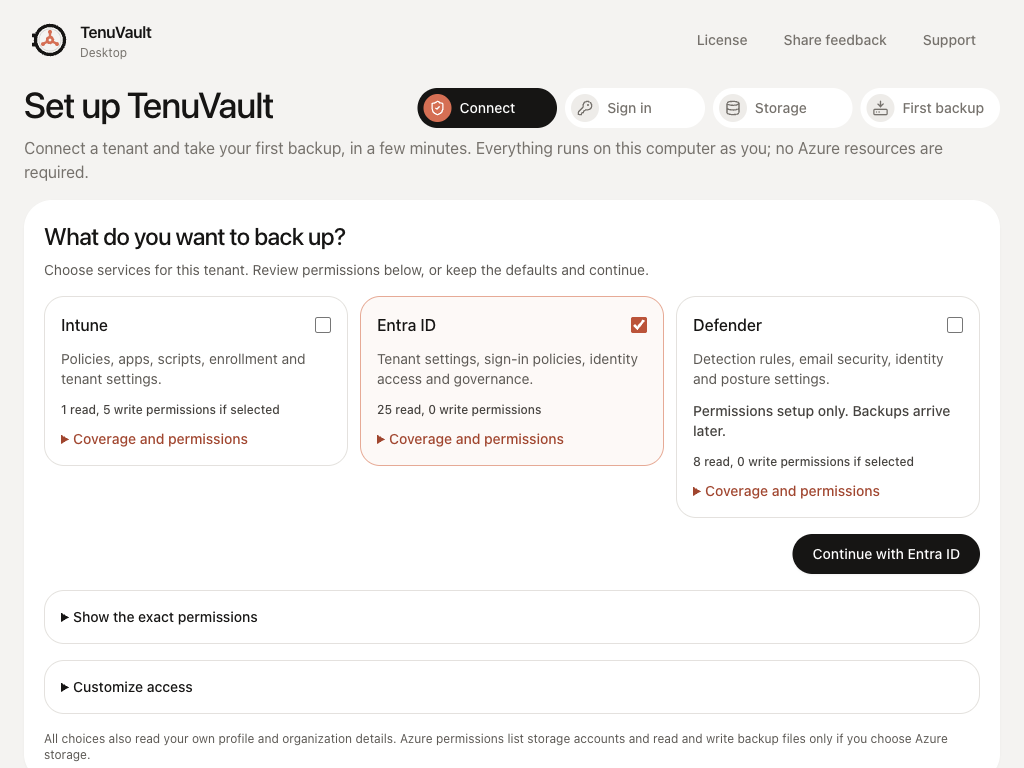 TenuVault
Desktop
License
Share feedback
Support
Set up TenuVault
Connect
Sign in
Storage
First backup
Connect a tenant and take your first backup, in a few minutes. Everything runs on this computer as you; no Azure resources are
required.
What do you want to back up?
Choose services for this tenant. Review permissions below, or keep the defaults and continue.
Intune
Policies, apps, scripts, enrollment and
tenant settings.
1 read, 5 write permissions if selected
Coverage and permissions
Entra ID
Tenant settings, sign-in policies, identity
access and governance.
25 read, 0 write permissions
Coverage and permissions
Defender
Detection rules, email security, identity
and posture settings.
Permissions setup only. Backups arrive
later.
8 read, 0 write permissions if selected
Coverage and permissions
Continue with Entra ID
Show the exact permissions
Customize access
All choices also read your own profile and organization details. Azure permissions list storage accounts and read and write backup files only if you choose Azure
storage.